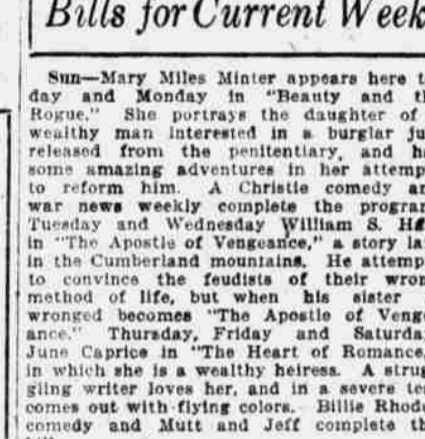 Bills for Current Week
Sun—Mary Miles Minter appears here t
day and Monday in "Beauty and t
Rogue." She portrays the daughter of
wealthy man interested in a burglar ju
released from the penitentiary, and h
some amazing adventures in her attemp
to reform him. A Christie comedy a
war news weekly complete the program
Tuesday and Wednesday William S.
in "The Apostle of Vengeance," a story la
in the Cumberland mountains. He attemp
to convince the feudists of their wron
method of life, but when his sister
wronged becomes "The Apostle of Venge
ance." Thursday, Friday and Saturda
June Caprice in "The Heart of Romance,
in which she is a wealthy heiress. A strug
gling writer loves her, and in a severe te
comes out with flying colors. Billie Rhod
comedy and Mutt and Jeff complete th